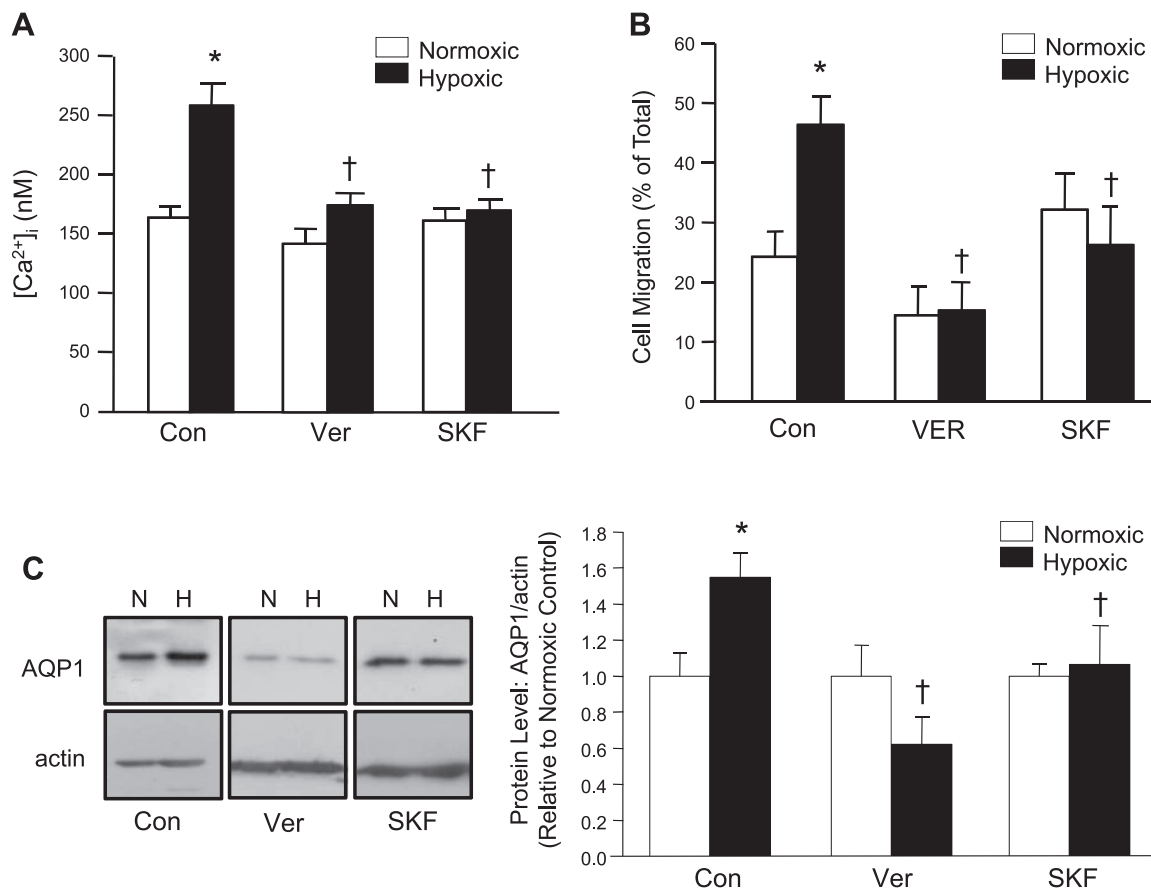 A
[Ca²⁺]ᵢ (nM)
300
250
200
150
100
50
0
*
†
†
Normoxic
Hypoxic
Con Ver SKF
B
Cell Migration (% of Total)
60
50
40
30
20
10
0
*
†
†
Normoxic
Hypoxic
Con VER SKF
C
N H N H N H
AQP1
actin
Con Ver SKF
Protein Level: AQP1/actin
(Relative to Normoxic Control)
1.8
1.6
1.4
1.2
1.0
0.8
0.6
0.4
0.2
0.0
*
†
†
Normoxic
Hypoxic
Con Ver SKF